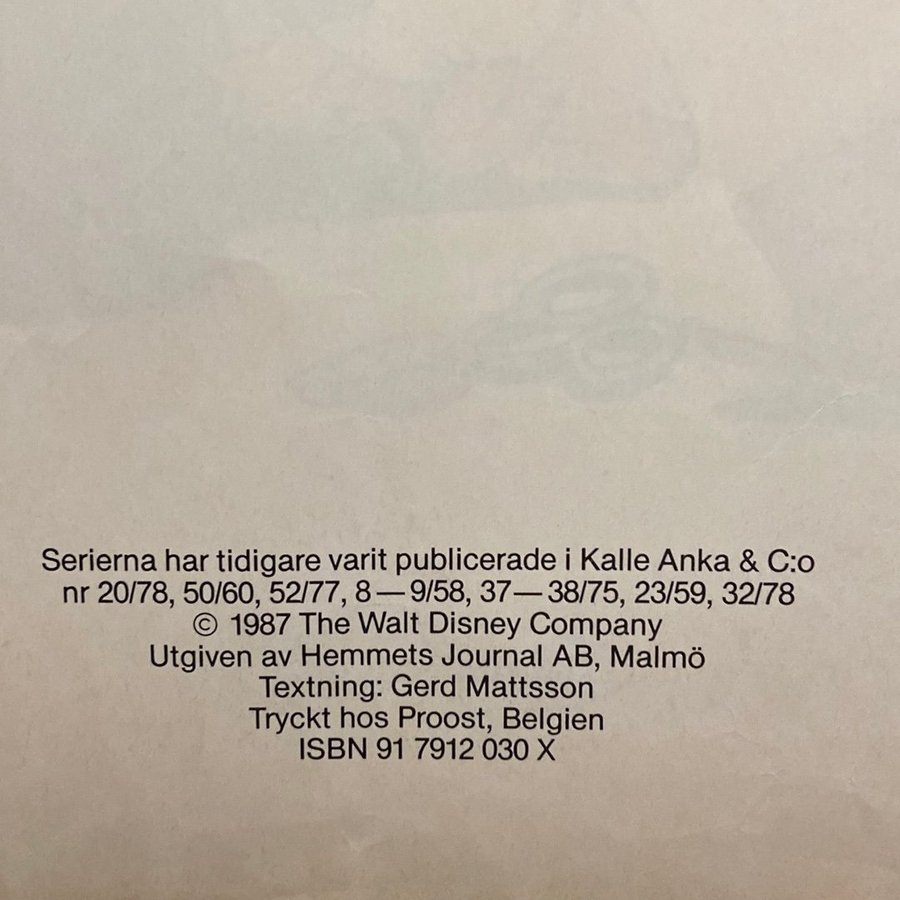 Serierna har tidigare varit publicerade i Kalle Anka & C:o
nr 20/78, 50/60, 52/77, 8—9/58, 37—38/75, 23/59, 32/78
© 1987 The Walt Disney Company
Utgiven av Hemmets Journal AB, Malmö
Textning: Gerd Mattsson
Tryckt hos Proost, Belgien
ISBN 91 7912 030 X